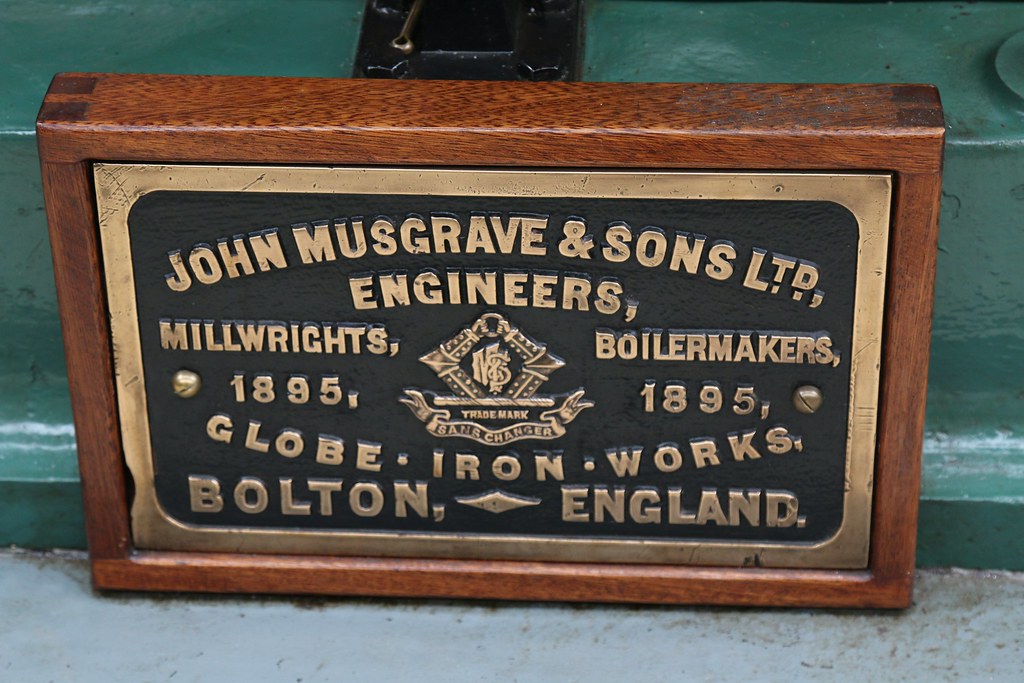 JOHN MUSGRAVE & SONS LTD.,
ENGINEERS,
MILLWRIGHTS, BOILERMAKERS,
1895, 1895,
TRADE MARK
SANS CHANGER
GLOBE · IRON · WORKS,
BOLTON, ENGLAND.